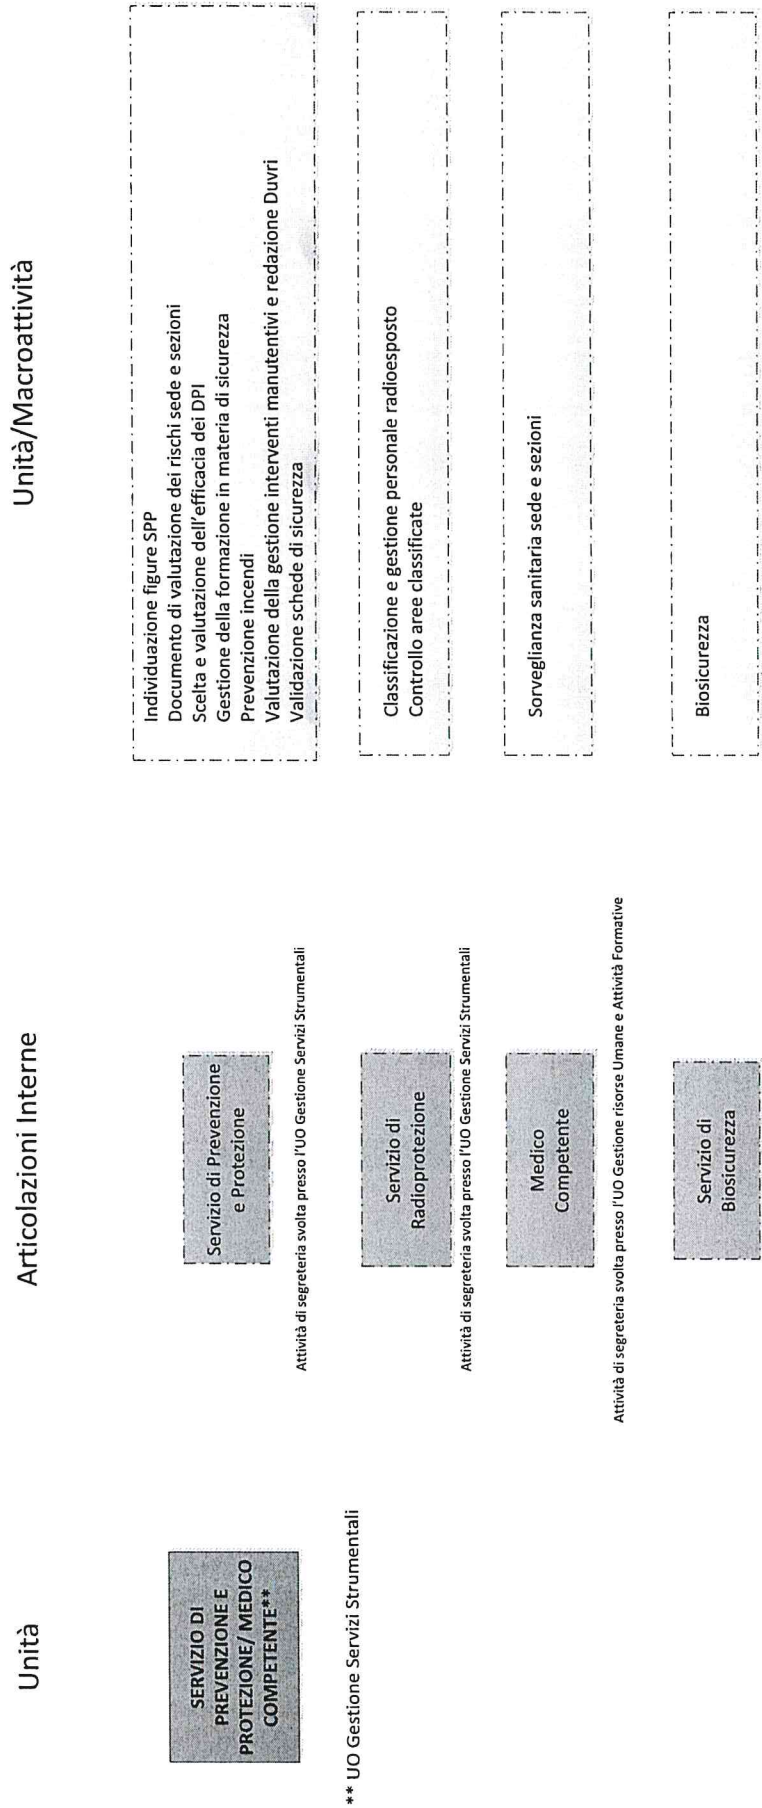 Unità
Articolazioni Interne
Unità/Macroattività
SERVIZIO DI
PREVENZIONE E
PROTEZIONE/ MEDICO
COMPETENTE**
** UO Gestione Servizi Strumentali
Servizio di Prevenzione
e Protezione
Attività di segreteria svolta presso l'UO Gestione Servizi Strumentali
Individuazione figure SPP
Documento di valutazione dei rischi sede e sezioni
Scelta e valutazione dell'efficacia dei DPI
Gestione della formazione in materia di sicurezza
Prevenzione incendi
Valutazione della gestione interventi manutentivi e redazione Duvri
Validazione schede di sicurezza
Servizio di
Radioprotezione
Attività di segreteria svolta presso l'UO Gestione Servizi Strumentali
Classificazione e gestione personale radioesposto
Controllo aree classificate
Medico
Competente
Attività di segreteria svolta presso l'UO Gestione risorse Umane e Attività Formative
Sorveglianza sanitaria sede e sezioni
Servizio di
Biosicurezza
Biosicurezza